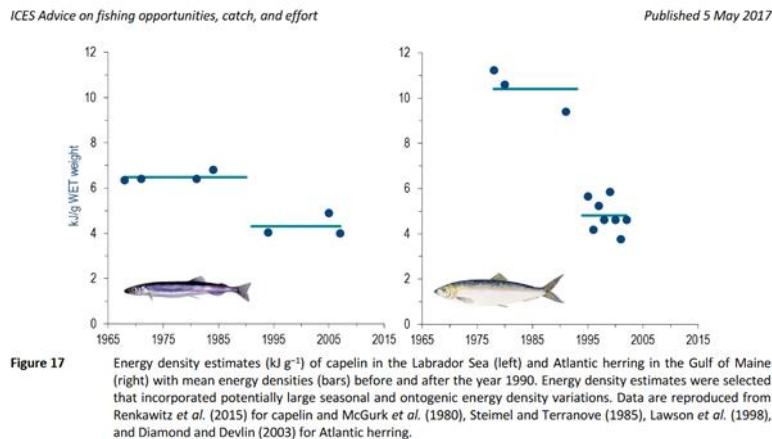 ICES Advice on fishing opportunities, catch, and effort
Published 5 May 2017
kJ/g WET weight
12
10
8
6
4
2
0
1965 1975 1985 1995 2005 2015
12
10
8
6
4
2
0
1965 1975 1985 1995 2005 2015
Figure 17 Energy density estimates (kJ g⁻¹) of capelin in the Labrador Sea (left) and Atlantic herring in the Gulf of Maine
(right) with mean energy densities (bars) before and after the year 1990. Energy density estimates were selected
that incorporated potentially large seasonal and ontogenic energy density variations. Data are reproduced from
Renkawitz et al. (2015) for capelin and McGurk et al. (1980), Steimel and Terranove (1985), Lawson et al. (1998),
and Diamond and Devlin (2003) for Atlantic herring.